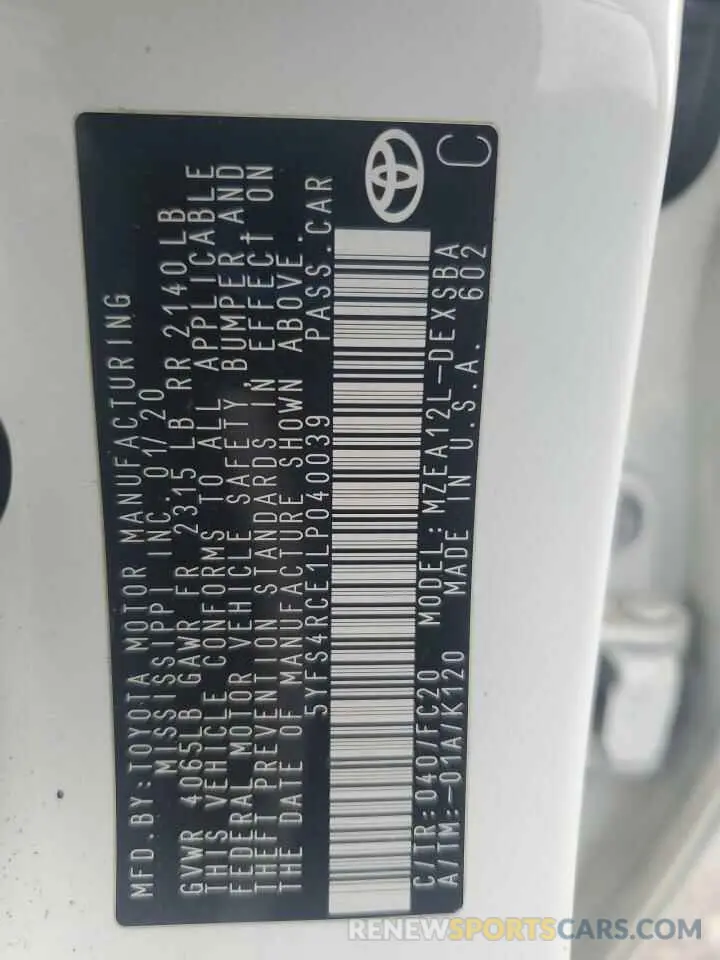 MFD.BY:TOYOTA MOTOR MANUFACTURING
MISSISSIPPI INC. 01/20
GVWR 4065LB GAWR FR 2315 LB RR 2140LB
THIS VEHICLE CONFORMS TO ALL APPLICABLE
FEDERAL MOTOR VEHICLE SAFETY, BUMPER AND
THEFT PREVENTION STANDARDS IN EFFECT ON
THE DATE OF MANUFACTURE SHOWN ABOVE.
5YFS4RCE1LP040039 PASS.CAR
C/TR:040/FC20 MODEL:MZEA12L-DEXSBA
A/TM:-01A/K120 MADE IN U.S.A. 602
C
RENEWSPORTSCARS.COM